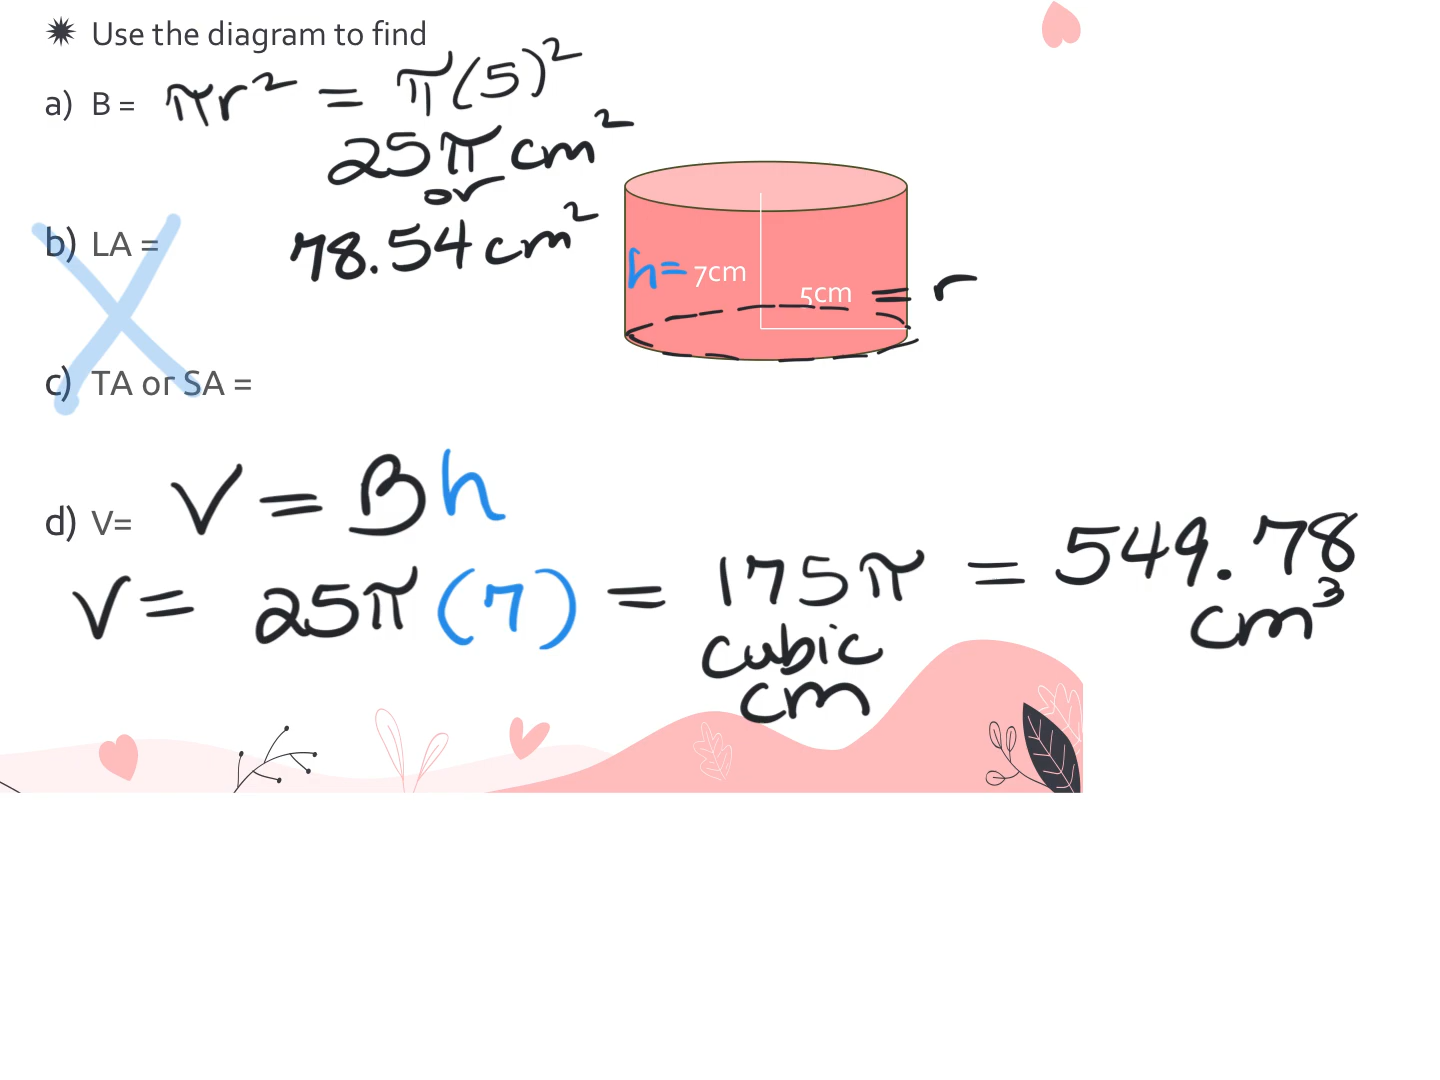 ✷ Use the diagram to find
a) B = πr² = π(5)²
25π cm²
or
78.54 cm²
b) LA =
h = 7cm
5cm = r
c) TA or SA =
d) V= V = Bh
V = 25π (7) = 175π = 549.78
cubic cm³
cm